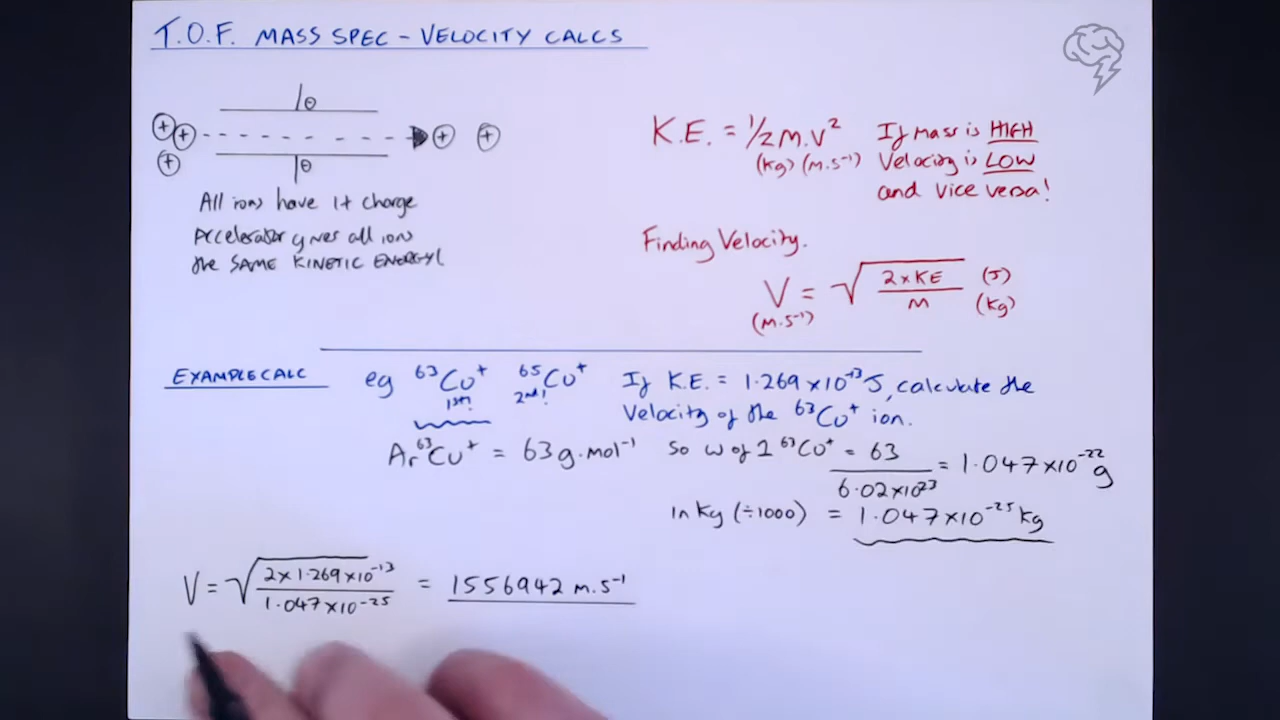 T.O.F. MASS SPEC - VELOCITY CALCS
All ions have 1+ charge
Accelerator gives all ions
the SAME KINETIC ENERGY!
K.E. = 1/2 m.v²
(kg) (m.s⁻¹)
If mass is HIGH
Velocity is LOW
and vice versa!
Finding Velocity.
V = √(2×KE / m) (J) (kg)
(m.s⁻¹)
EXAMPLE CALC
eg ⁶³Cu⁺ ⁶⁵Cu⁺
1st! 2nd!
If K.E. = 1.269×10⁻¹³J, calculate the
Velocity of the ⁶³Cu⁺ ion.
Ar ⁶³Cu⁺ = 63g.mol⁻¹
So w of 1 ⁶³Cu⁺ = 63 / 6.02×10²³ = 1.047×10⁻²² g
in Kg (÷1000) = 1.047×10⁻²⁵ kg
V = √(2×1.269×10⁻¹³ / 1.047×10⁻²⁵) = 1556942 m.s⁻¹